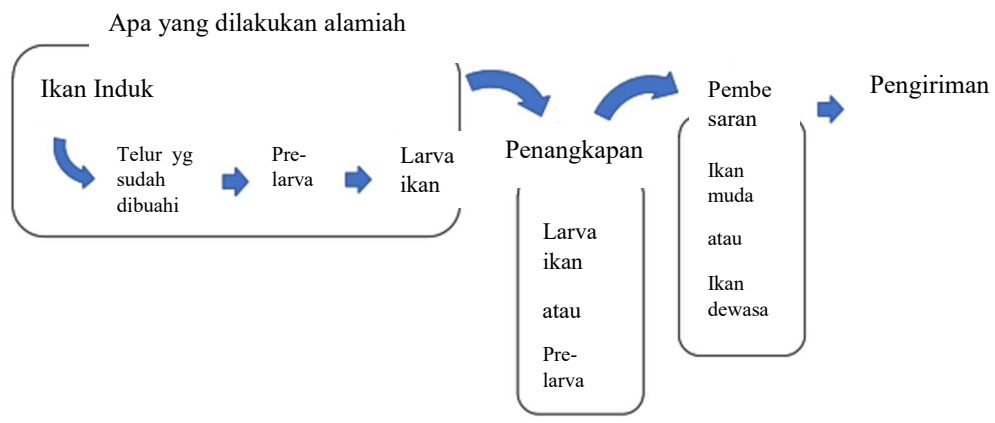 Apa yang dilakukan alamiah
Ikan Induk
Telur yg
sudah
dibuahi
Pre-
larva
Larva
ikan
Penangkapan
Larva
ikan
atau
Pre-
larva
Pembe
saran
Ikan
muda
atau
Ikan
dewasa
Pengiriman